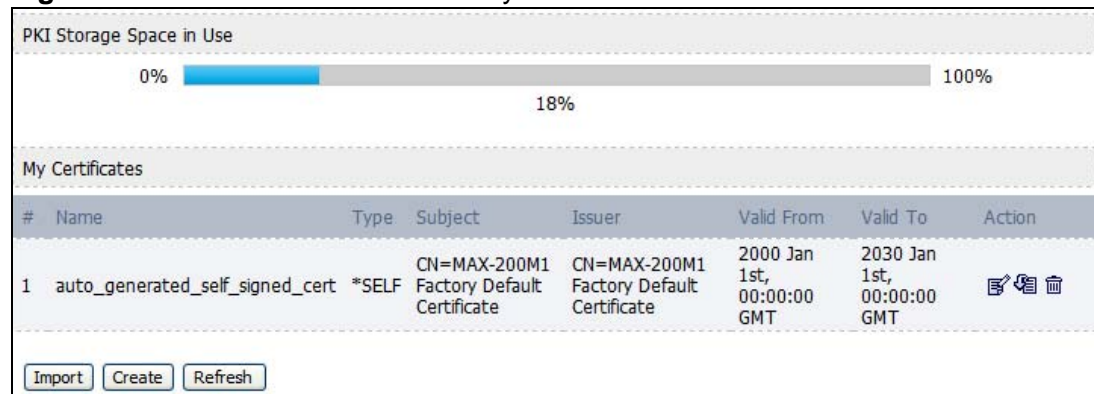 PKI Storage Space in Use
0% 100%
18%
My Certificates
# Name Type Subject Issuer Valid From Valid To Action
1 auto_generated_self_signed_cert *SELF CN=MAX-200M1 Factory Default Certificate CN=MAX-200M1 Factory Default Certificate 2000 Jan 1st, 00:00:00 GMT 2030 Jan 1st, 00:00:00 GMT
Import Create Refresh